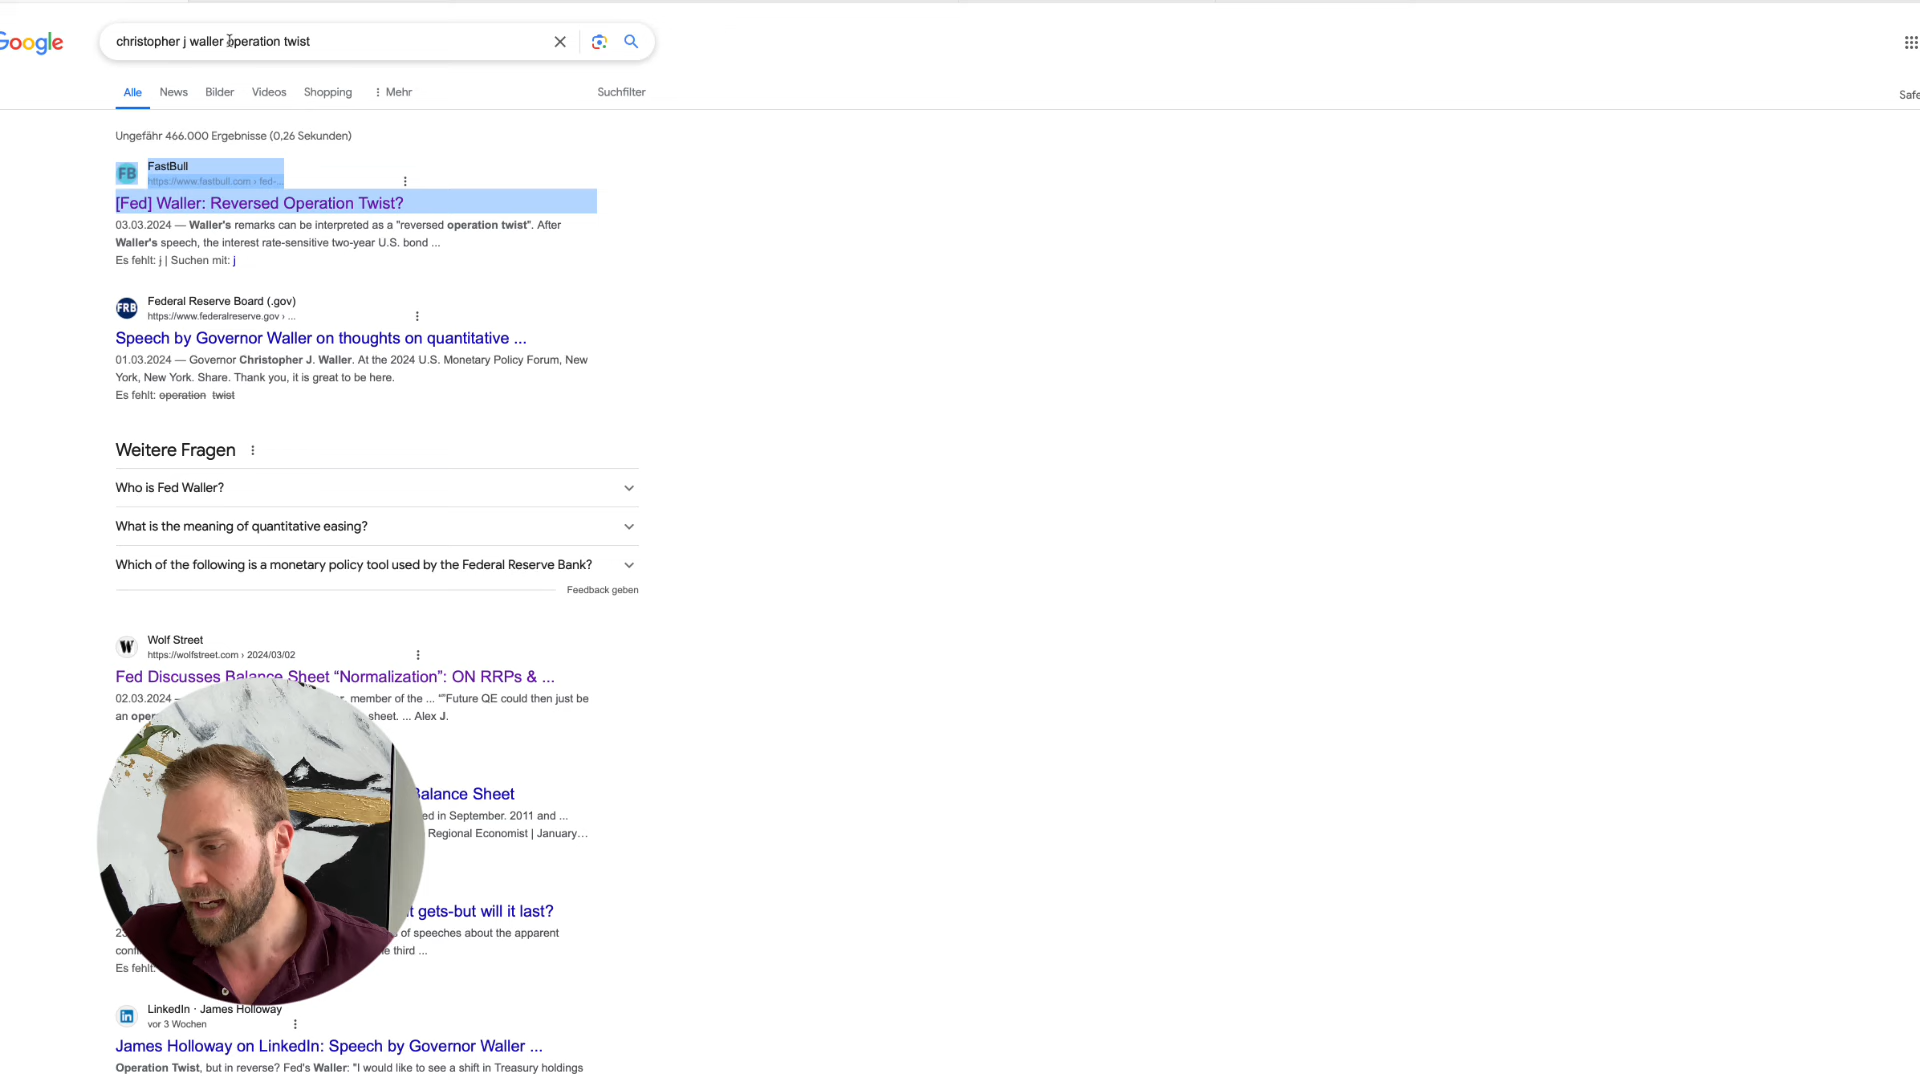 Google
christopher j waller operation twist
Alle News Bilder Videos Shopping Mehr Suchfilter
Safe
Ungefähr 466.000 Ergebnisse (0,26 Sekunden)
FB
FastBull
https://www.fastbull.com › fed-...
[Fed] Waller: Reversed Operation Twist?
03.03.2024 — Waller's remarks can be interpreted as a "reversed operation twist". After
Waller's speech, the interest rate-sensitive two-year U.S. bond ...
Es fehlt: j | Suchen mit: j
FRB
Federal Reserve Board (.gov)
https://www.federalreserve.gov › ...
Speech by Governor Waller on thoughts on quantitative ...
01.03.2024 — Governor Christopher J. Waller. At the 2024 U.S. Monetary Policy Forum, New
York, New York. Share. Thank you, it is great to be here.
Es fehlt: operation twist
Weitere Fragen
Who is Fed Waller?
What is the meaning of quantitative easing?
Which of the following is a monetary policy tool used by the Federal Reserve Bank?
Feedback geben
W
Wolf Street
https://wolfstreet.com › 2024/03/02
Fed Discusses Balance Sheet “Normalization”: ON RRPs & ...
02.03.2024 — member of the ... “"Future QE could then just be
an sheet. ... Alex J.
Balance Sheet
in September. 2011 and ...
Regional Economist | January...
gets-but will it last?
of speeches about the apparent
third ...
Es fehlt:
in
LinkedIn · James Holloway
vor 3 Wochen
James Holloway on LinkedIn: Speech by Governor Waller ...
Operation Twist, but in reverse? Fed's Waller: "I would like to see a shift in Treasury holdings